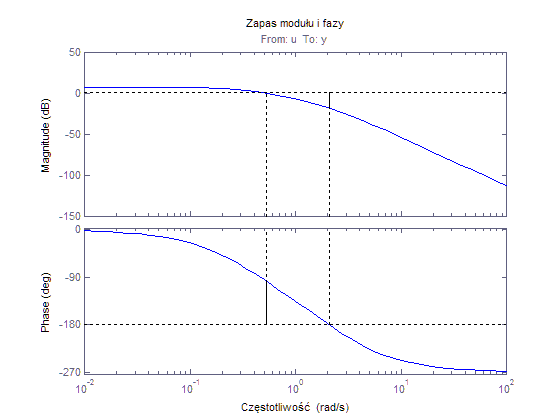 Zapas modułu i fazy
From: u To: y
Magnitude (dB)
50
0
-50
-100
-150
Phase (deg)
0
-90
-180
-270
10^-2
10^-1
10^0
10^1
10^2
Częstotliwość (rad/s)